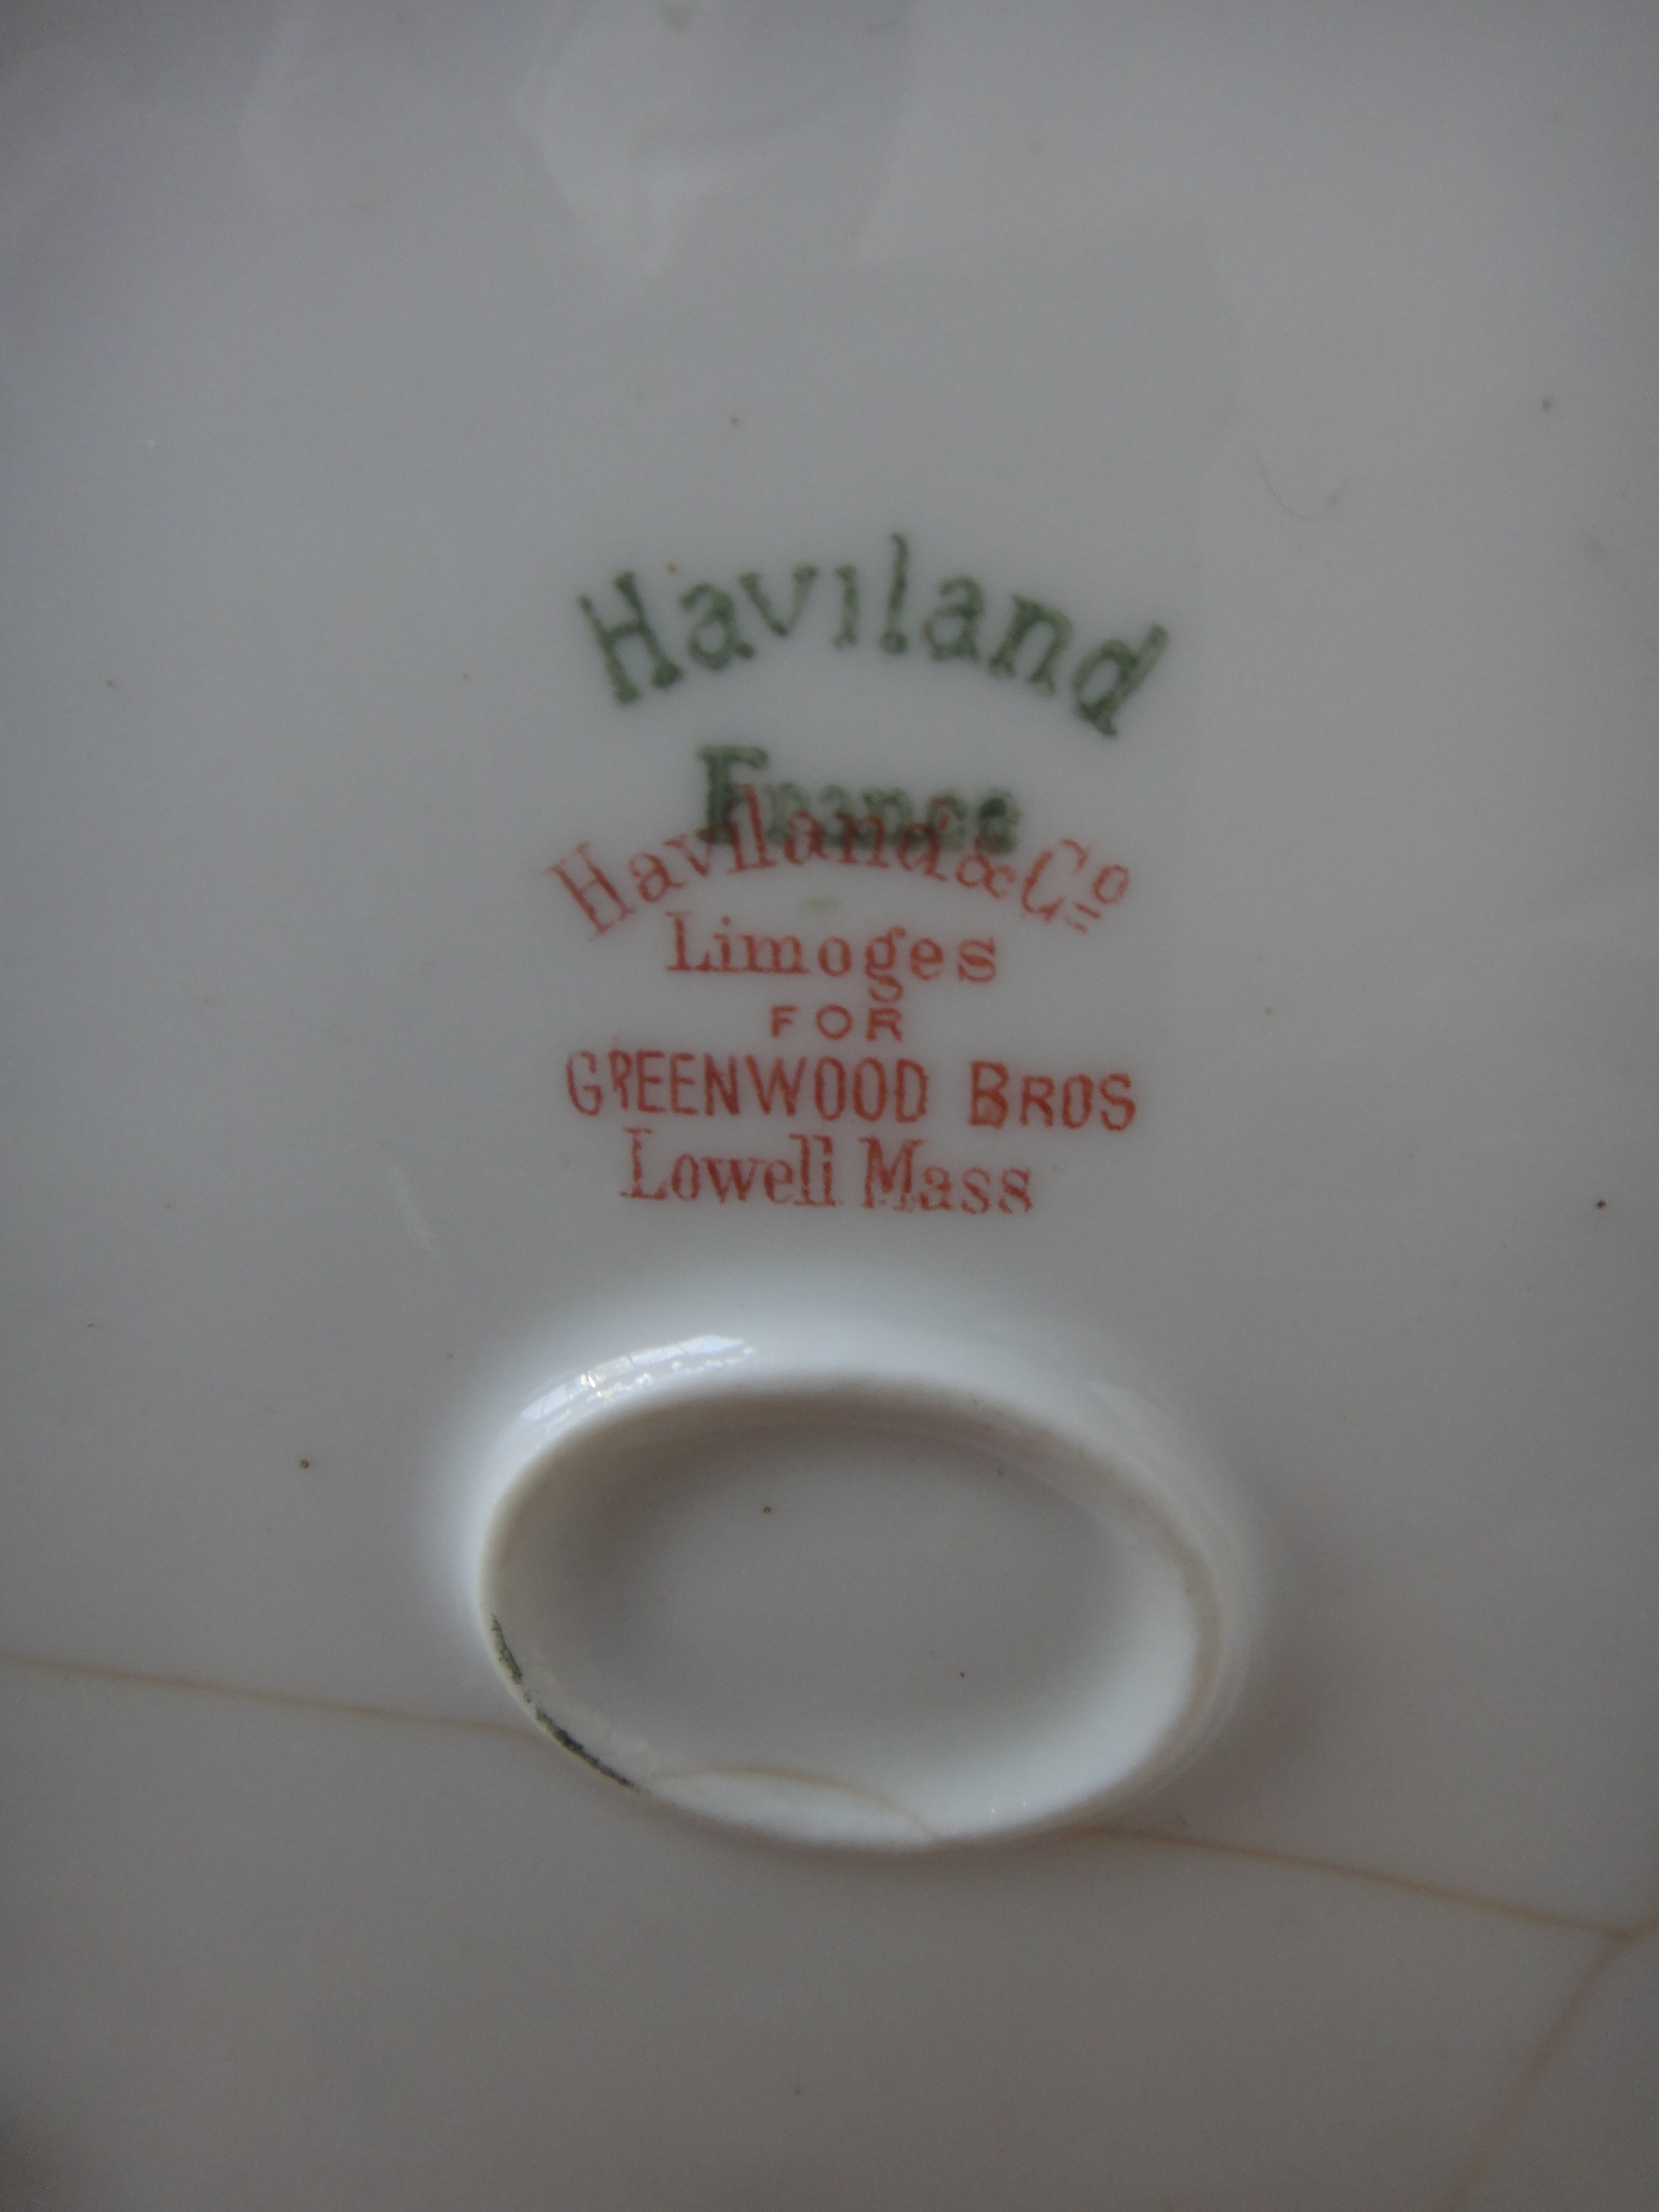 Haviland
France
Haviland & Co
Limoges
FOR
GREENWOOD BROS
Lowell Mass